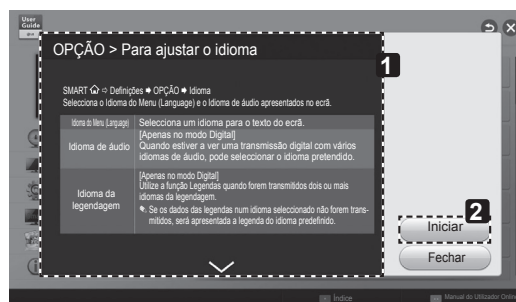 User
Guide
OPÇÃO > Para ajustar o idioma
1
SMART ⇨ Definições ➧ OPÇÃO ➧ Idioma
Selecciona o Idioma do Menu (Language) e o Idioma de áudio apresentados no ecrã.
Idioma do Menu (Language) Selecciona um idioma para o texto do ecrã.
Idioma de áudio
[Apenas no modo Digital]
Quando estiver a ver uma transmissão digital com vários
idiomas de áudio, pode seleccionar o idioma pretendido.
Idioma da
legendagem
[Apenas no modo Digital]
Utilize a função Legendas quando forem transmitidos dois ou mais
idiomas da legendagem.
Se os dados das legendas num idioma seleccionado não forem trans-
mitidos, será apresentada a legenda do idioma predefinido.
2
Iniciar
Fechar
Índice
Manual do Utilizador Online